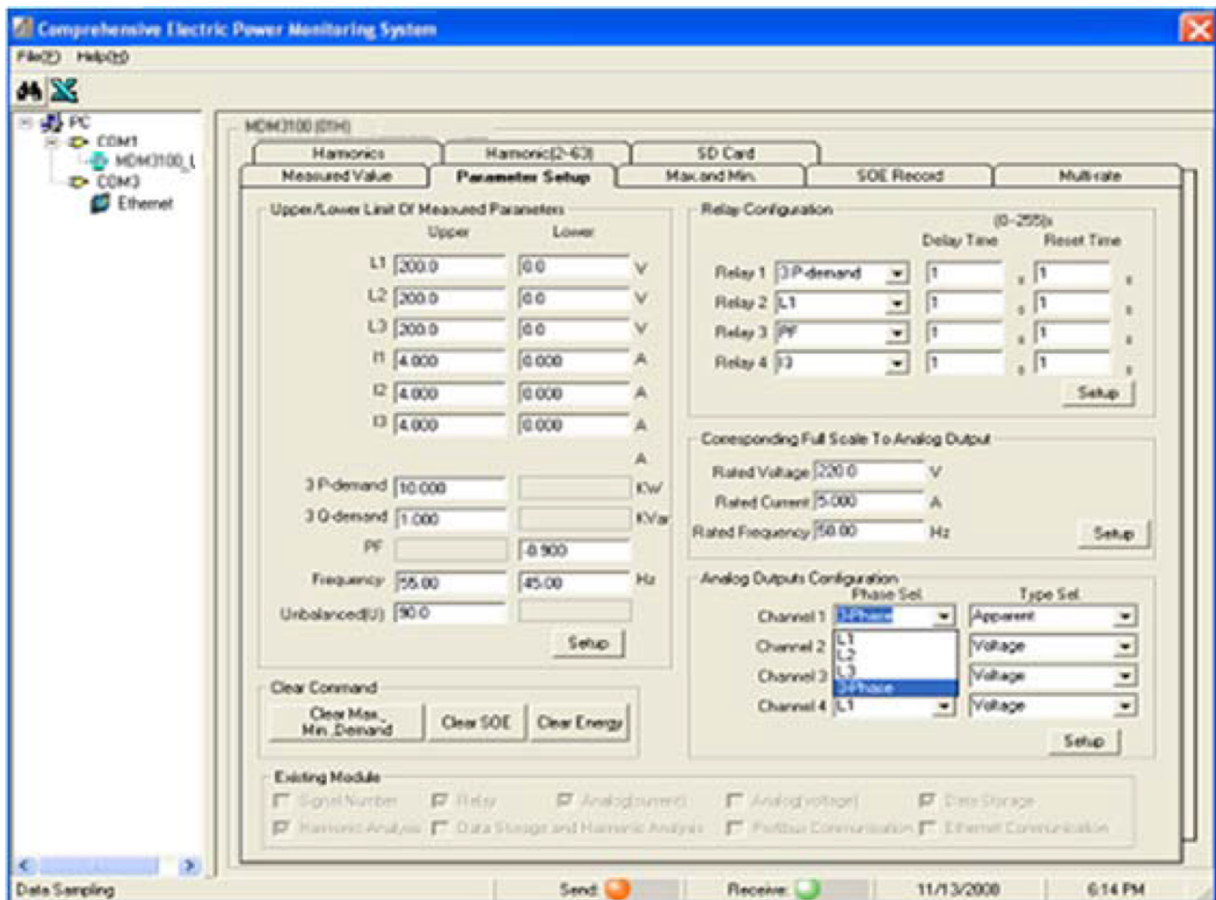 Comprehensive Electric Power Monitoring System
File(F) Help(H)
PC
COM1
MDM3100_L
COM3
Ethernet
MDM3100 (01H)
Harmonics Harmonic(2-63) SD Card
Measured Value Parameter Setup Max.and Min. SOE Record Multi-rate
Upper/Lower Limit Of Measured Parameters
Upper Lower
L1 200.0 0.0 V
L2 200.0 0.0 V
L3 200.0 0.0 V
I1 4.000 0.000 A
I2 4.000 0.000 A
I3 4.000 0.000 A
A
3 P-demand 10.000 KW
3 Q-demand 1.000 KVar
PF -0.900
Frequency 55.00 45.00 Hz
Unbalanced(U) 90.0
Setup
Clear Command
Clear Max.,
Min.,Demand
Clear SOE
Clear Energy
Relay Configuration
(0~255)s
Delay Time Reset Time
Relay 1 3 P-demand 1 s 1 s
Relay 2 L1 1 s 1 s
Relay 3 PF 1 s 1 s
Relay 4 I3 1 s 1 s
Setup
Corresponding Full Scale To Analog Output
Rated Voltage 220.0 V
Rated Current 5.000 A
Rated Frequency 50.00 Hz
Setup
Analog Outputs Configuration
Phase Sel. Type Sel.
Channel 1 3-Phase Apparent
L1
Channel 2 Voltage
L2
L3
Channel 3 Voltage
3-Phase
Channel 4 L1 Voltage
Setup
Existing Module
Signal Number Relay Analog(current) Analog(voltage) Data Storage
Harmonic Analysis Data Storage and Harmonic Analysis Profibus Communication Ethernet Communication
Data Sampling Send: Receive: 11/13/2008 6:14 PM